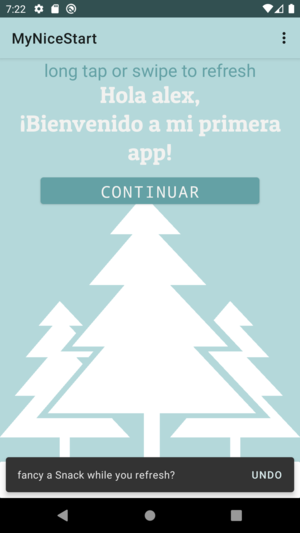 7:22
MyNiceStart
long tap or swipe to refresh
Hola alex,
¡Bienvenido a mi primera
app!
CONTINUAR
fancy a Snack while you refresh?
UNDO